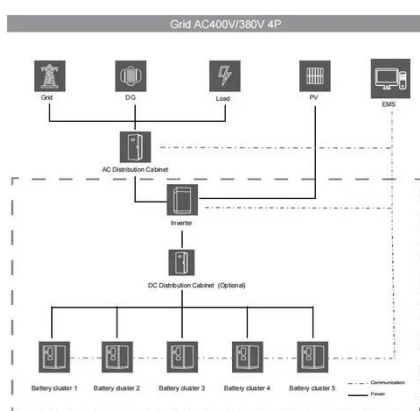 Grid AC400V/380V 4P
Grid DG Load PV EMS
AC Distribution Cabinet
Inverter
DC Distribution Cabinet (Optional)
Battery cluster 1 Battery cluster 2 Battery cluster 3 Battery cluster 4 Battery cluster 5
Communication
Power